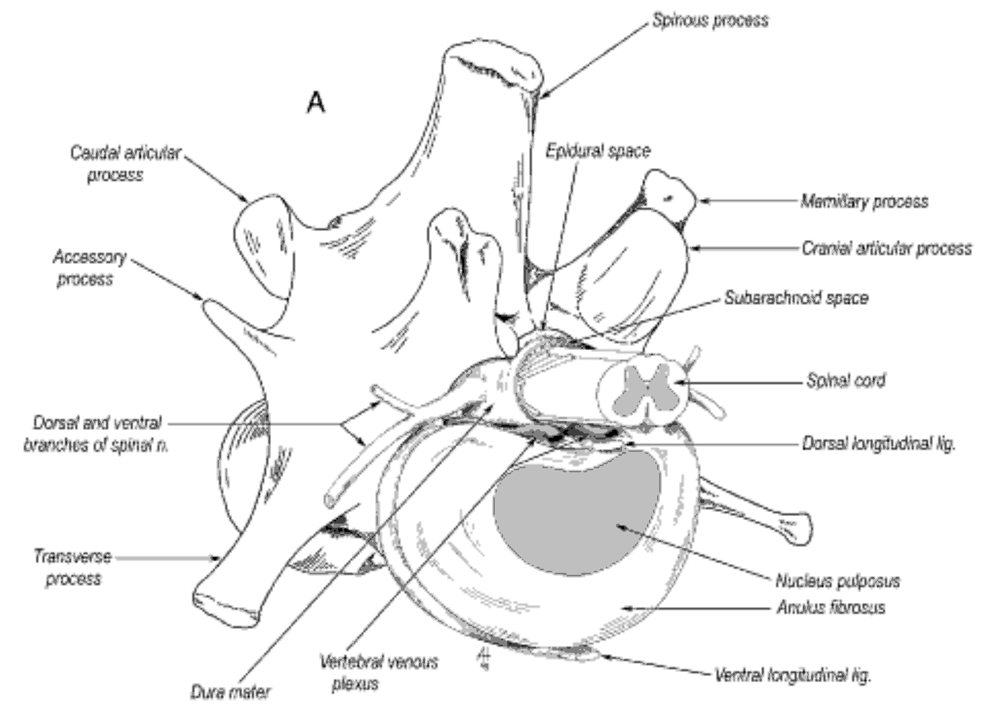 Spinous process
A
Epidural space
Caudal articular
process
Mamillary process
Cranial articular process
Accessory
process
Subarachnoid space
Spinal cord
Dorsal and ventral
branches of spinal n.
Dorsal longitudinal lig.
Transverse
process
Nucleus pulposus
Anulus fibrosus
Vertebral venous
plexus
Ventral longitudinal lig.
Dura mater